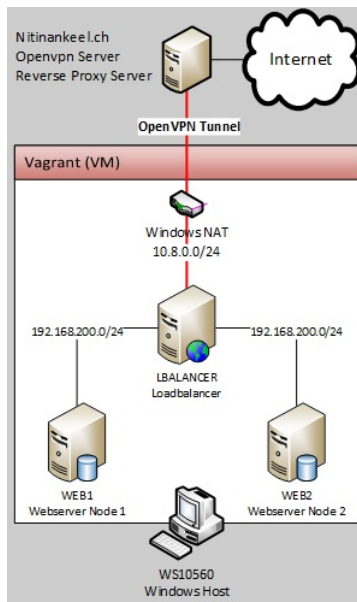 Nitinankeel.ch
Openvpn Server
Reverse Proxy Server
Internet
OpenVPN Tunnel
Vagrant (VM)
Windows NAT
10.8.0.0/24
192.168.200.0/24
192.168.200.0/24
LBALANCER
Loadbalancer
WEB1
Webserver Node 1
WEB2
Webserver Node 2
WS10560
Windows Host